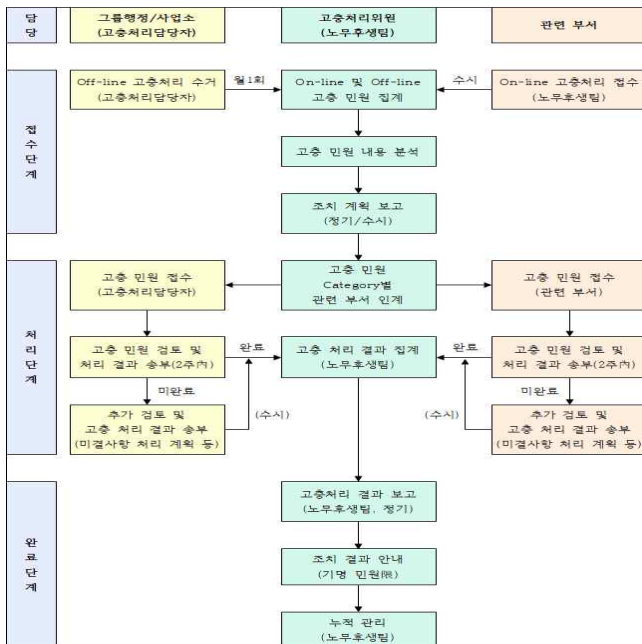 담당
그룹행정/사업소
(고충처리담당자)
고충처리위원
(노무후생팀)
관련 부서
접수단계
Off-line 고충처리 수거
(고충처리담당자)
월1회
On-line 및 Off-line
고충 민원 집계
수시
On-line 고충처리 접수
(노무후생팀)
고충 민원 내용 분석
조치 계획 보고
(정기/수시)
처리단계
고충 민원 접수
(고충처리담당자)
고충 민원
Category별
관련 부서 인계
고충 민원 접수
(관련 부서)
고충 민원 검토 및
처리 결과 송부(2주內)
완료
고충 처리 결과 집계
(노무후생팀)
완료
고충 민원 검토 및
처리 결과 송부(2주內)
미완료
미완료
추가 검토 및
고충 처리 결과 송부
(미결사항 처리 계획 등)
(수시)
(수시)
추가 검토 및
고충 처리 결과 송부
(미결사항 처리 계획 등)
완료단계
고충처리 결과 보고
(노무후생팀, 정기)
조치 결과 안내
(기명 민원限)
누적 관리
(노무후생팀)